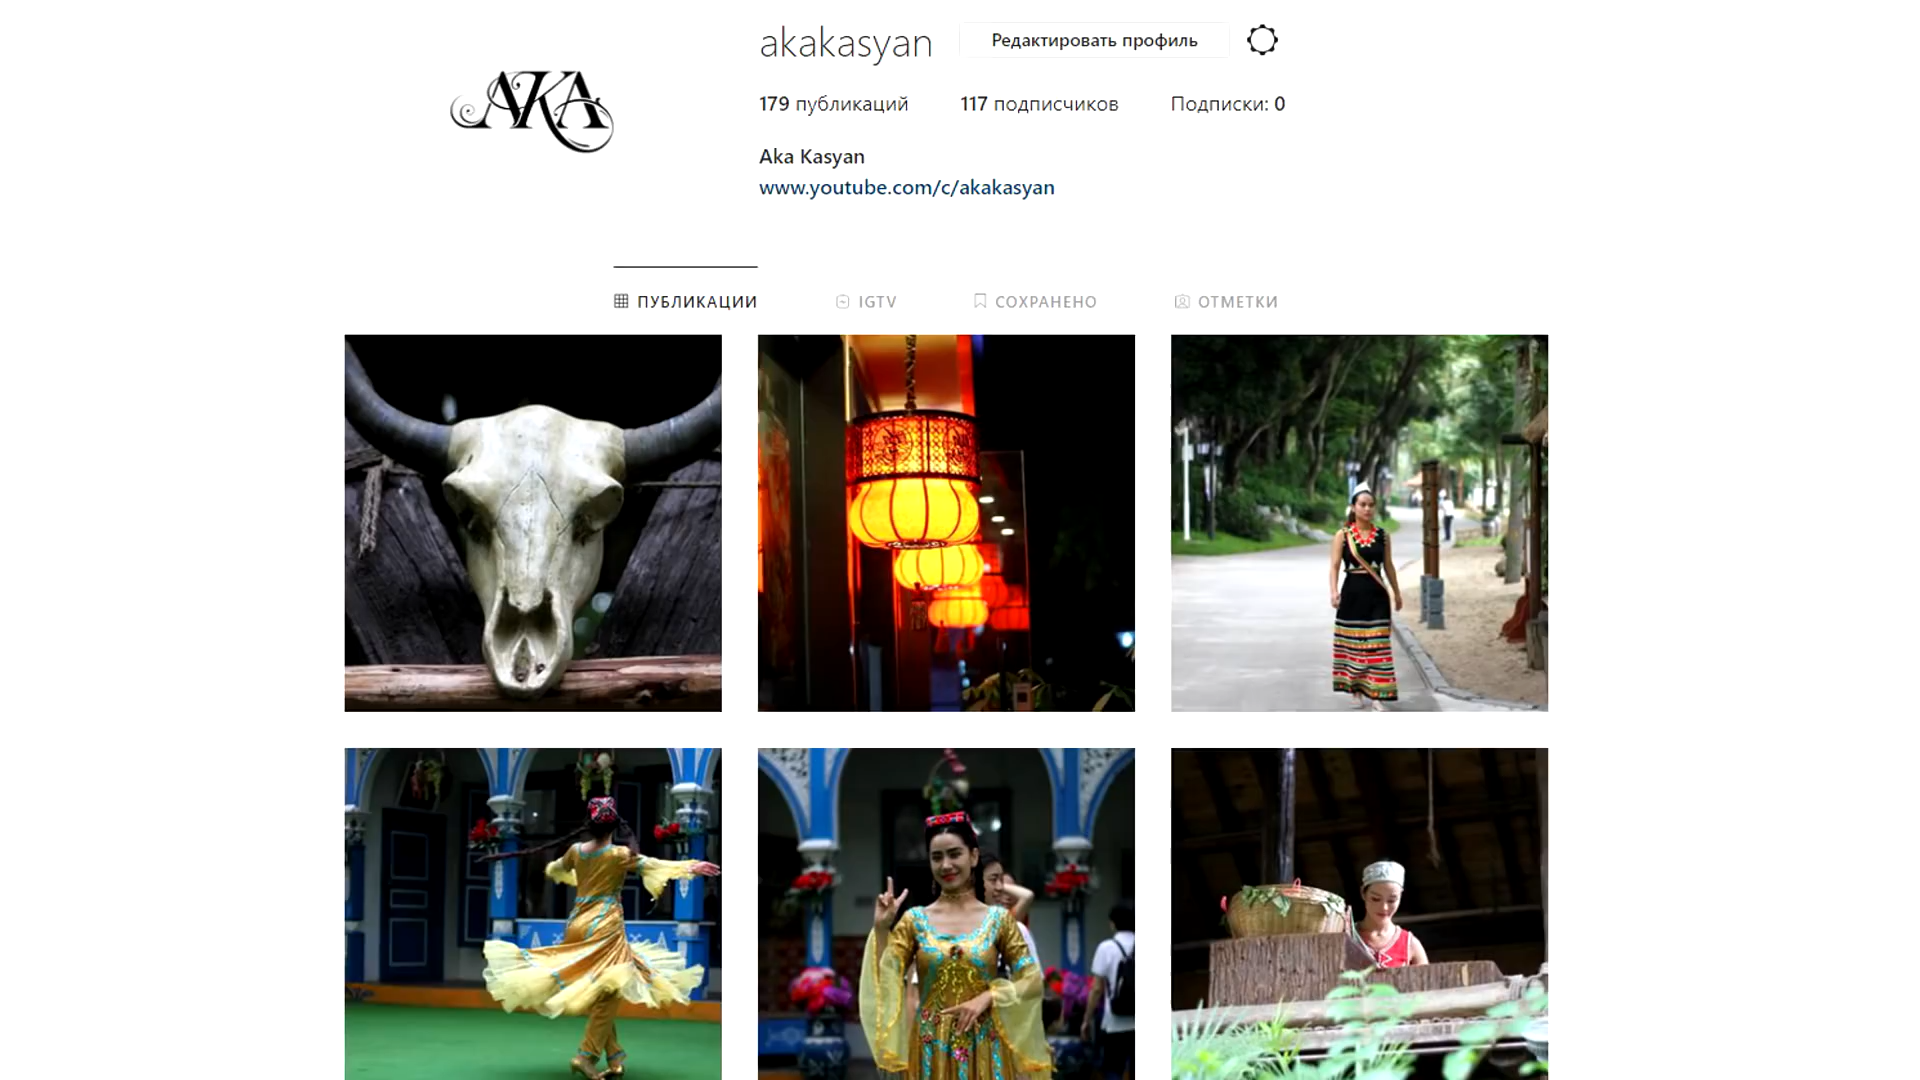 akakasyan Редактировать профиль
AKA
179 публикаций 117 подписчиков Подписки: 0
Aka Kasyan
www.youtube.com/c/akakasyan
ПУБЛИКАЦИИ IGTV СОХРАНЕНО ОТМЕТКИ